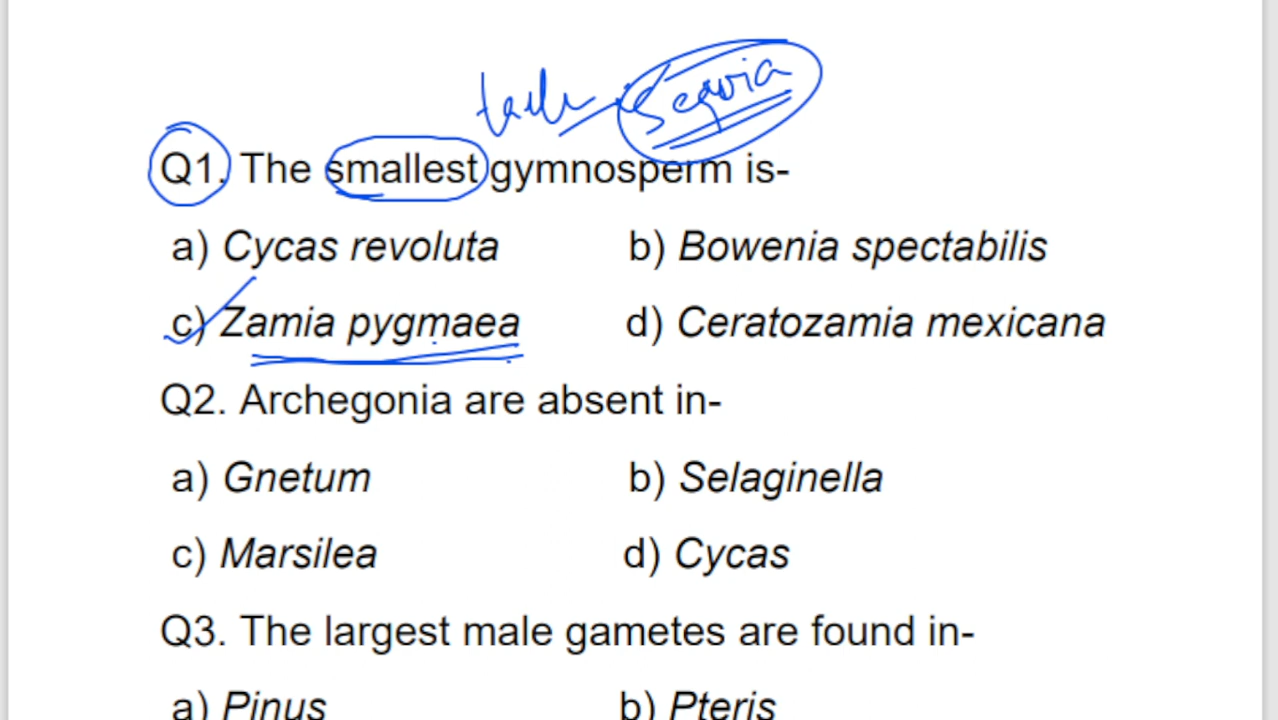 Sequoia
Q1. The smallest gymnosperm is-
a) Cycas revoluta b) Bowenia spectabilis
c) Zamia pygmaea d) Ceratozamia mexicana
Q2. Archegonia are absent in-
a) Gnetum b) Selaginella
c) Marsilea d) Cycas
Q3. The largest male gametes are found in-
a) Pinus b) Pteris